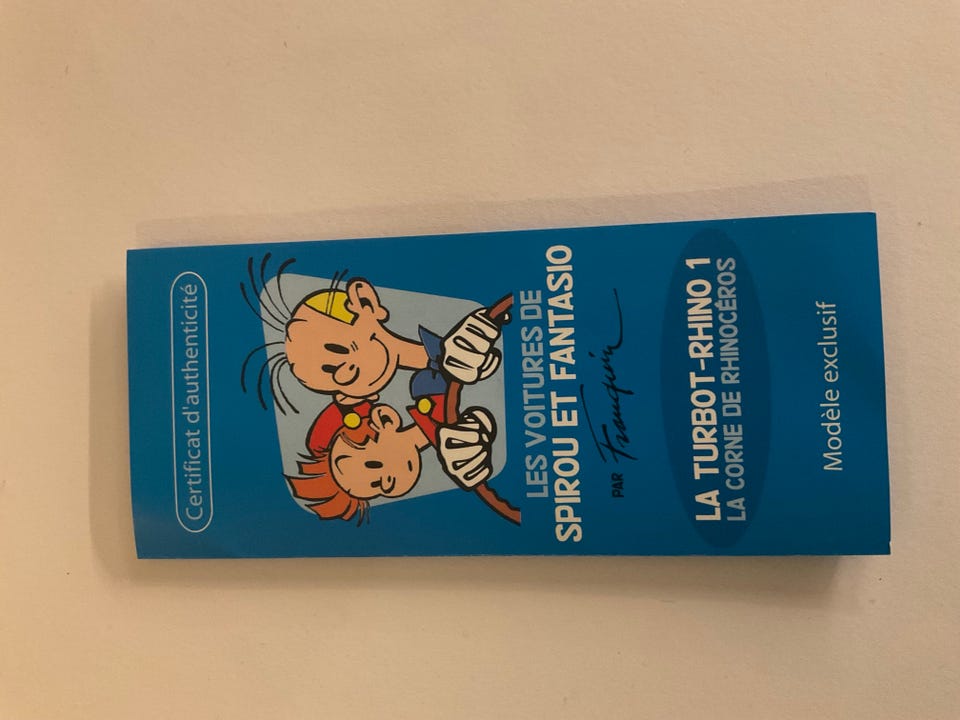 Certificat d'authenticité
LES VOITURES DE
SPIROU ET FANTASIO
PAR Franquin
LA TURBOT-RHINO 1
LA CORNE DE RHINOCÉROS
Modèle exclusif